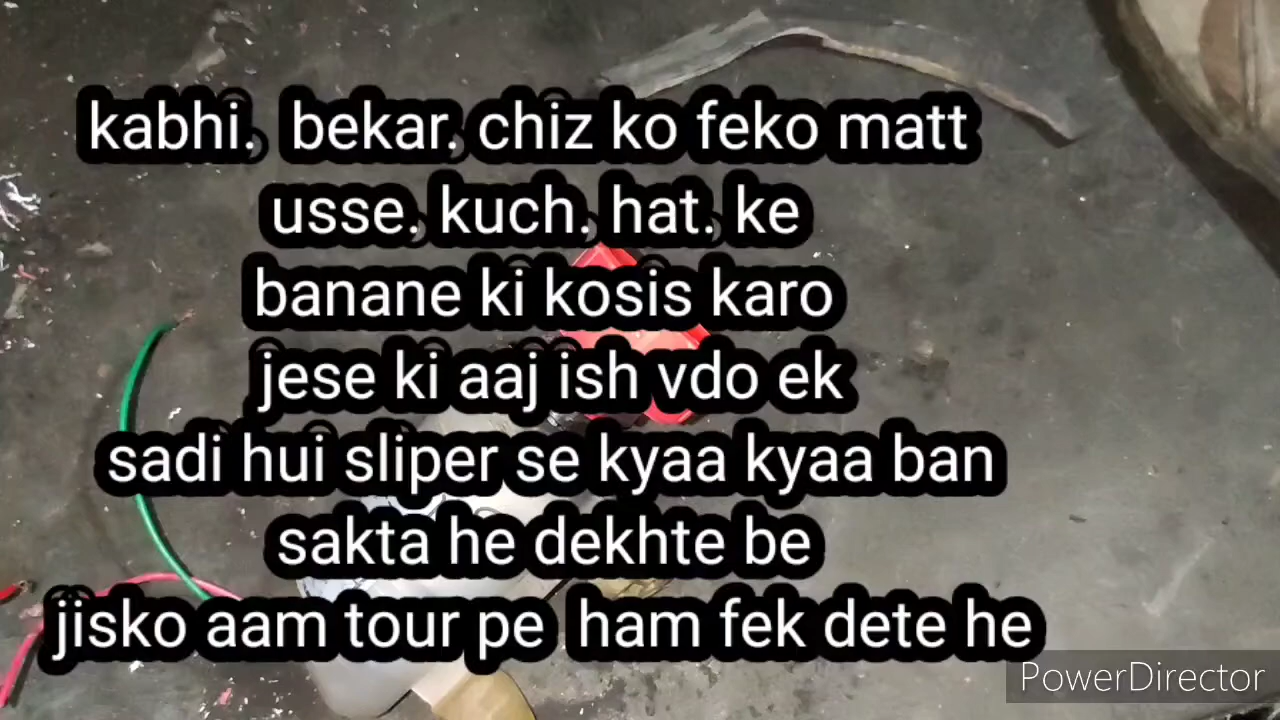 kabhi. bekar. chiz ko feko matt
usse. kuch. hat. ke
banane ki kosis karo
jese ki aaj ish vdo ek
sadi hui sliper se kyaa kyaa ban
sakta he dekhte be
jisko aam tour pe ham fek dete he
PowerDirector